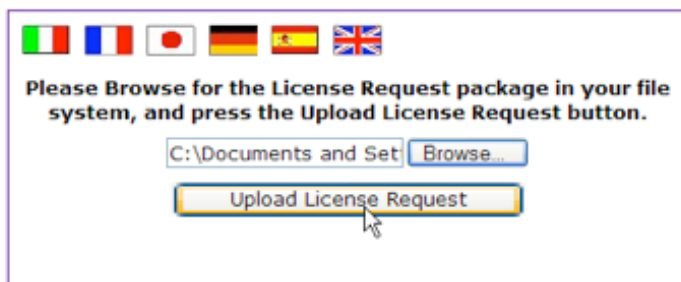 Please Browse for the License Request package in your file
system, and press the Upload License Request button.
C:\Documents and Set
Browse...
Upload License Request